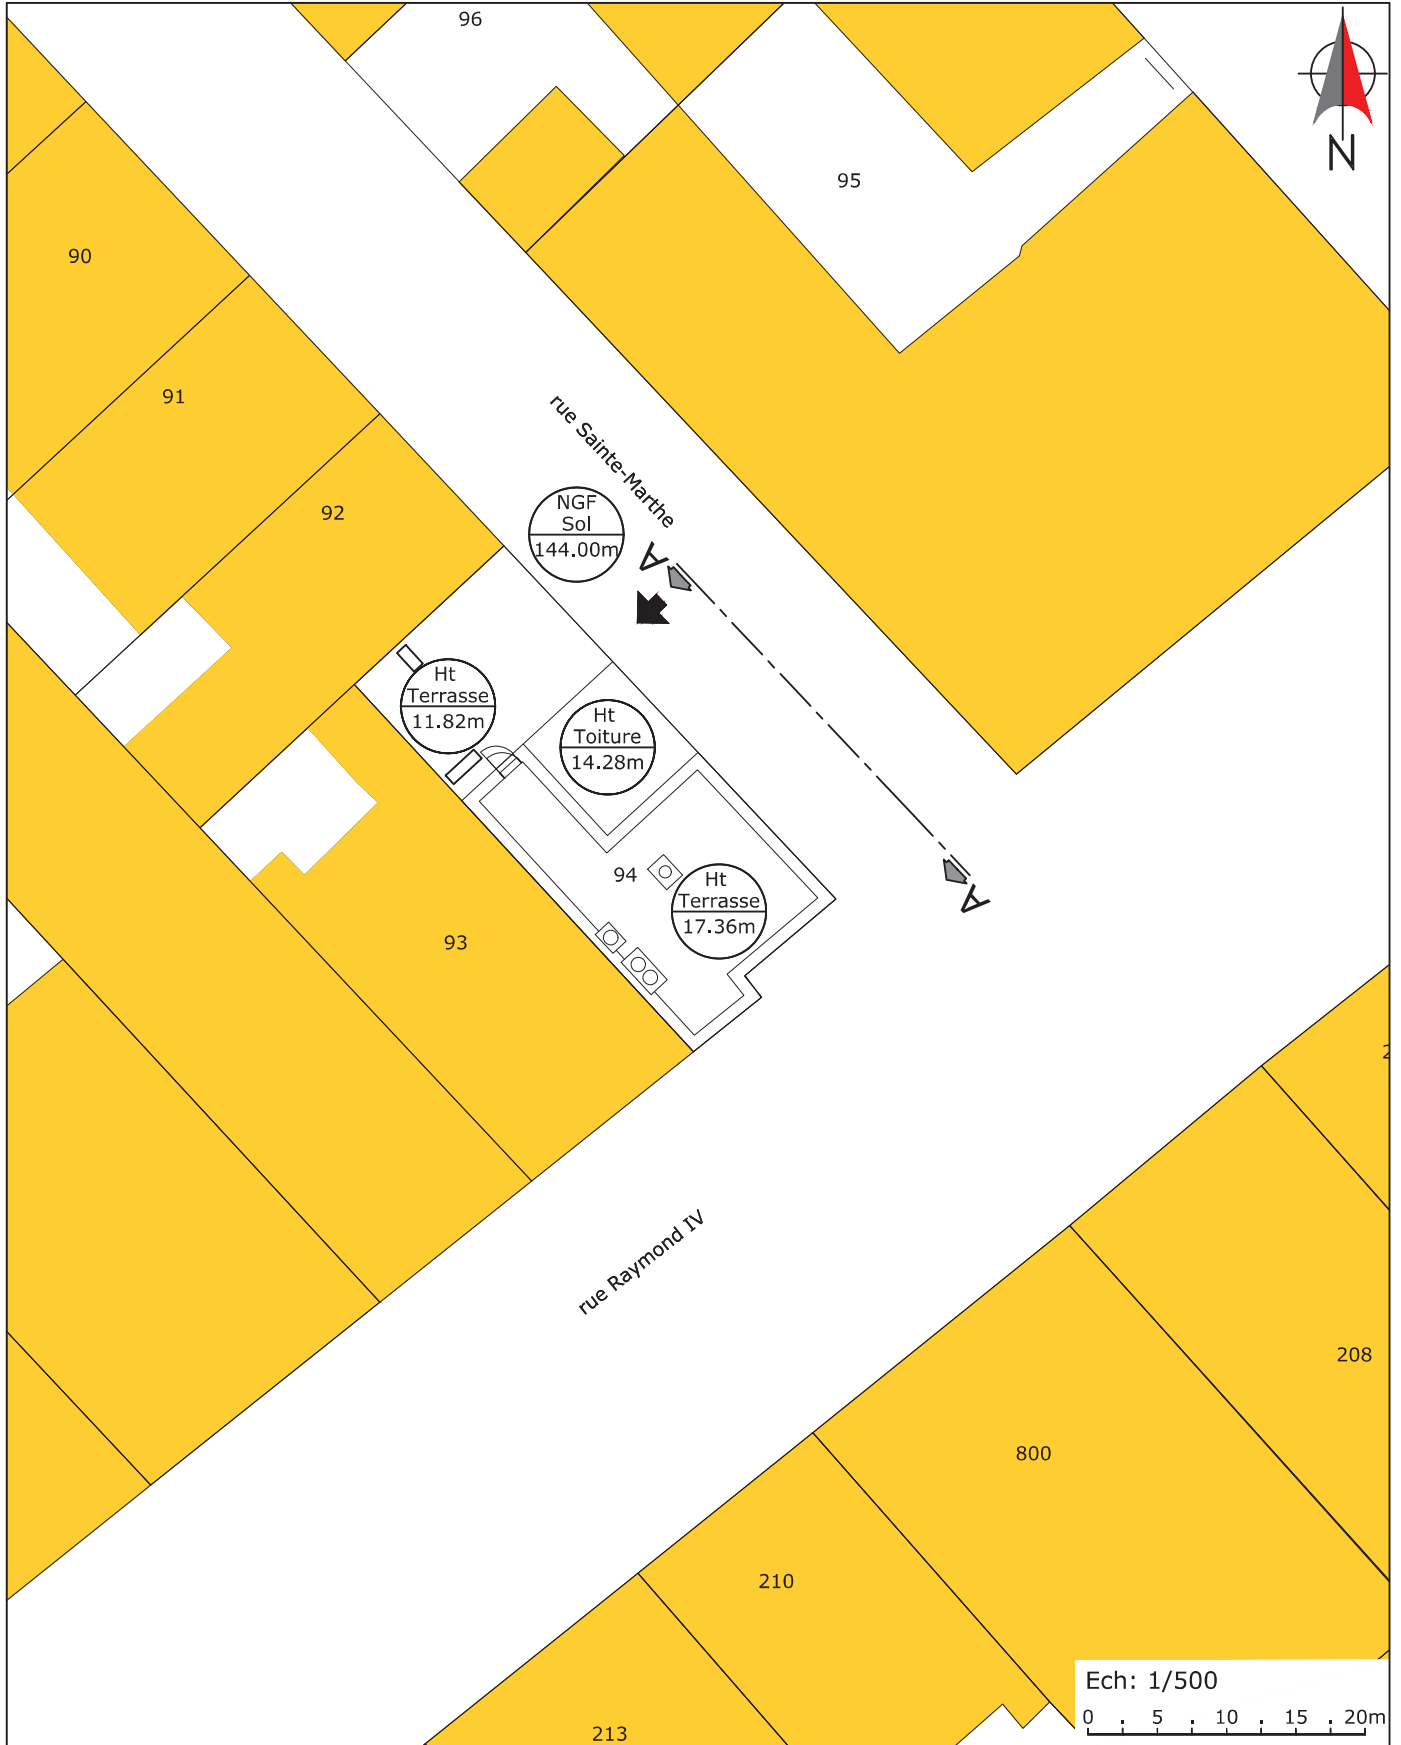 96
N
95
90
91
rue Sainte-Marthe
92
NGF
Sol
144.00m
A
Ht
Terrasse
11.82m
Ht
Toiture
14.28m
94
Ht
Terrasse
17.36m
A
93
rue Raymond IV
208
800
210
213
Ech: 1/500
0 5 10 15 20m